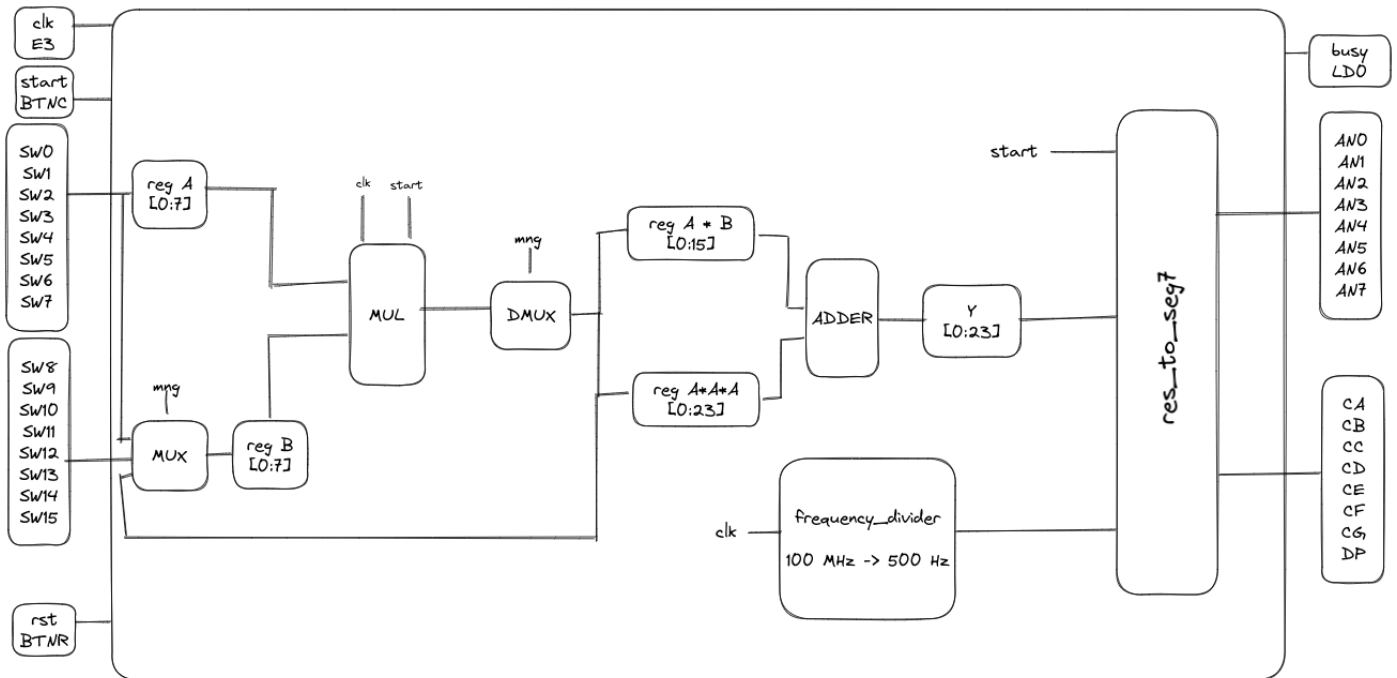 clk
E3
start
BTNC
SW0
SW1
SW2
SW3
SW4
SW5
SW6
SW7
SW8
SW9
SW10
SW11
SW12
SW13
SW14
SW15
rst
BTNR
reg A
[0:7]
mng
MUX
reg B
[0:7]
clk
start
MUL
mng
DMUX
reg A * B
[0:15]
reg A*A*A
[0:23]
ADDER
Y
[0:23]
clk
frequency_divider
100 MHz -> 500 Hz
start
res_to_seg7
busy
LD0
AN0
AN1
AN2
AN3
AN4
AN5
AN6
AN7
CA
CB
CC
CD
CE
CF
CG
DP